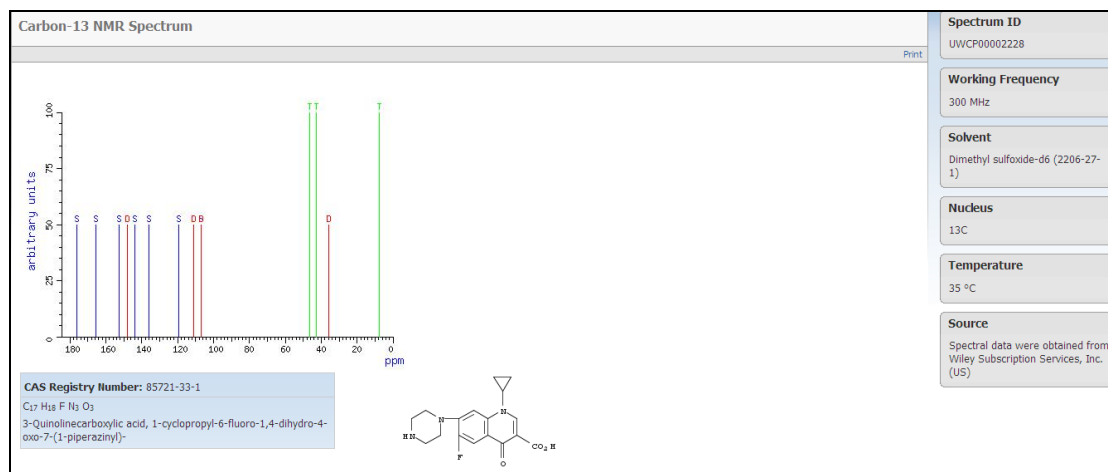 Carbon-13 NMR Spectrum
Print
T T T
S S S D S S S D B D
100
75
50
25
0
arbitrary units
180 160 140 120 100 80 60 40 20 0
ppm
CAS Registry Number: 85721-33-1
C17 H18 F N3 O3
3-Quinolinecarboxylic acid, 1-cyclopropyl-6-fluoro-1,4-dihydro-4-
oxo-7-(1-piperazinyl)-
N
N
HN
CO2H
F
O
Spectrum ID
UWCP00002228
Working Frequency
300 MHz
Solvent
Dimethyl sulfoxide-d6 (2206-27-
1)
Nucleus
13C
Temperature
35 ºC
Source
Spectral data were obtained from
Wiley Subscription Services, Inc.
(US)